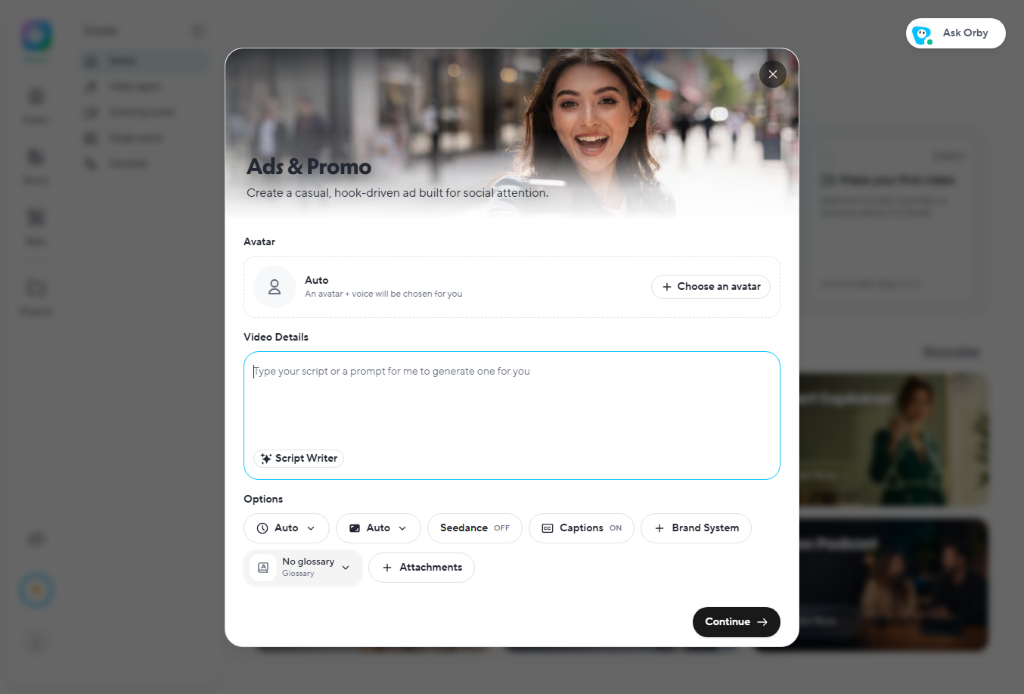 Ask Orby
Ads & Promo
Create a casual, hook-driven ad built for social attention.
Avatar
Auto
An avatar + voice will be chosen for you
+ Choose an avatar
Video Details
Type your script or a prompt for me to generate one for you
Script Writer
Options
Auto
Auto
Seedance OFF
CC Captions ON
+ Brand System
No glossary
Glossary
+ Attachments
Continue →